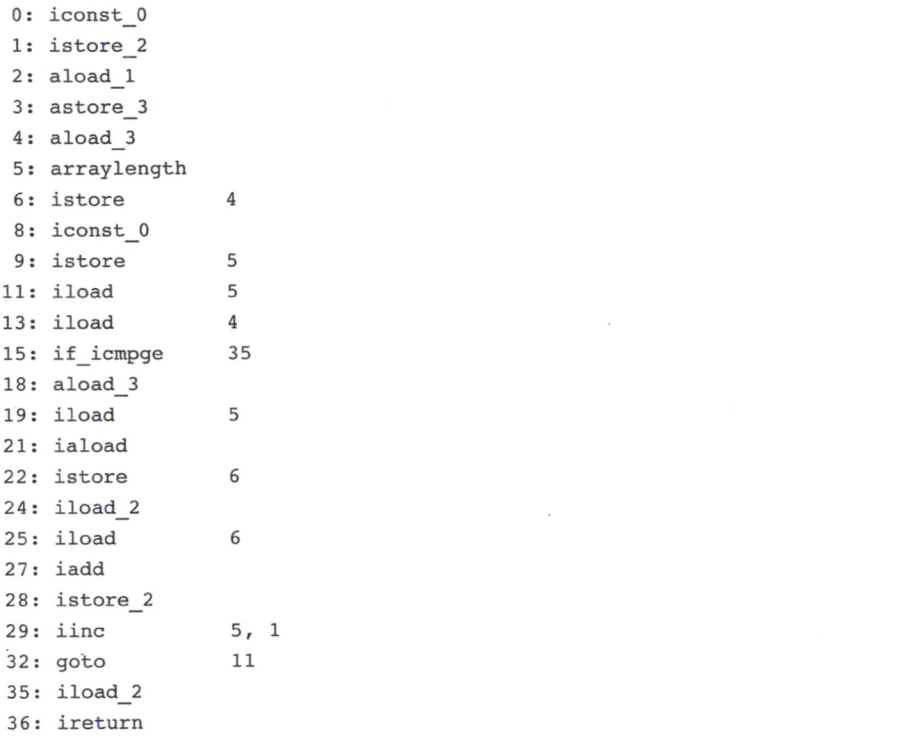 0: iconst_0
1: istore_2
2: aload_1
3: astore_3
4: aload_3
5: arraylength
6: istore 4
8: iconst_0
9: istore 5
11: iload 5
13: iload 4
15: if_icmpge 35
18: aload_3
19: iload 5
21: iaload
22: istore 6
24: iload_2
25: iload 6
27: iadd
28: istore_2
29: iinc 5, 1
32: goto 11
35: iload_2
36: ireturn